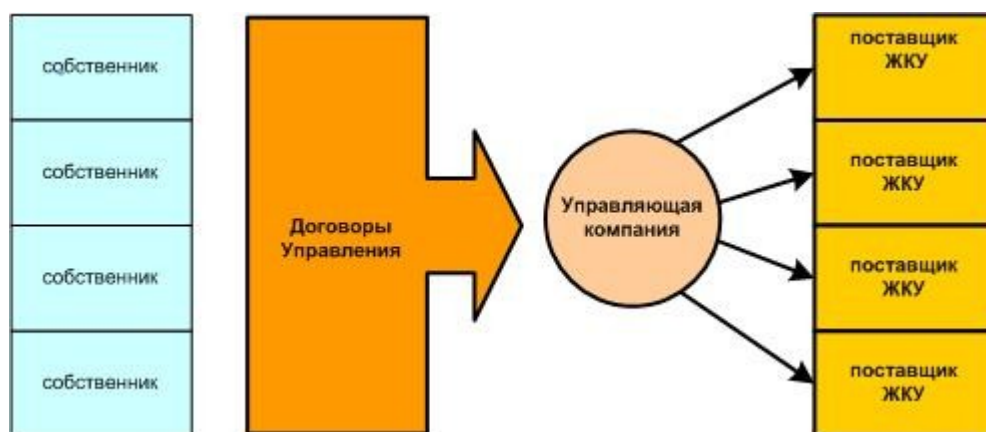 собственник
собственник
собственник
собственник
Договоры
Управления
Управляющая
компания
поставщик
ЖКУ
поставщик
ЖКУ
поставщик
ЖКУ
поставщик
ЖКУ